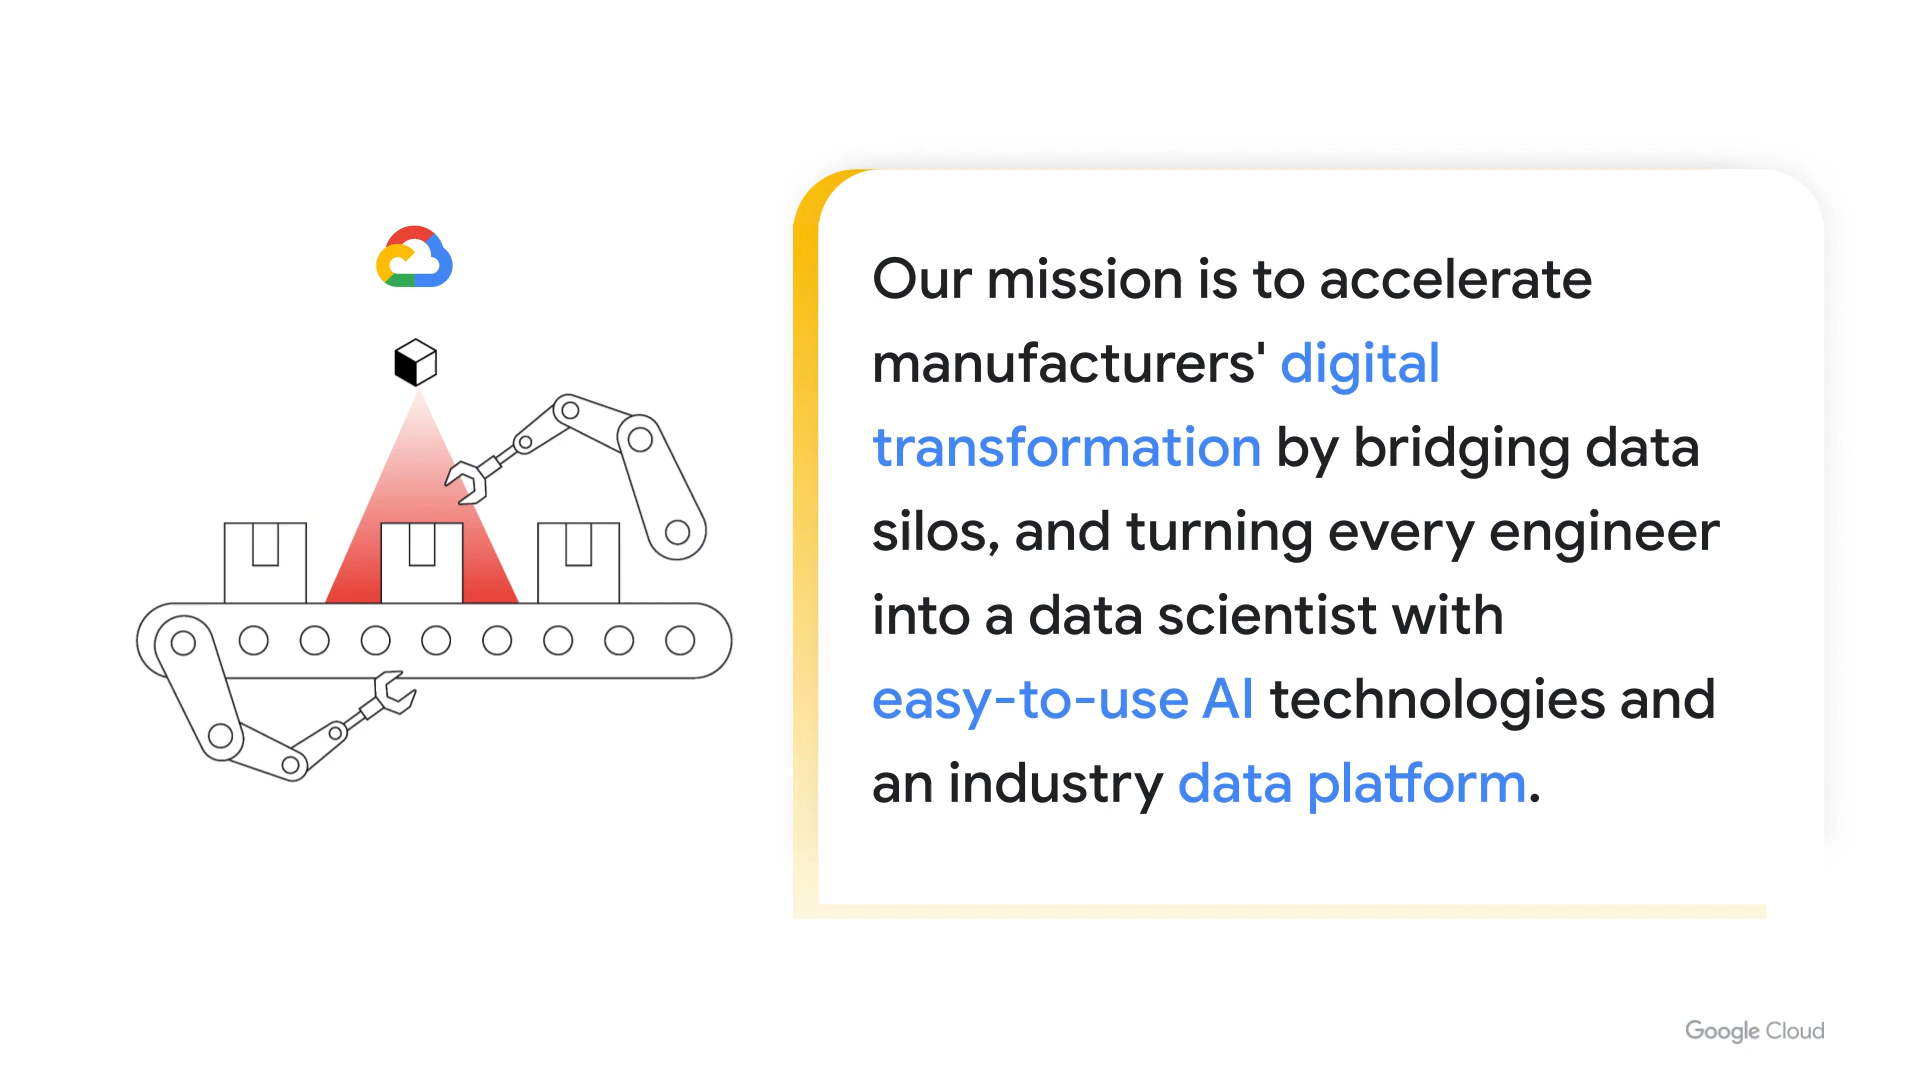 Our mission is to accelerate
manufacturers' digital
transformation by bridging data
silos, and turning every engineer
into a data scientist with
easy-to-use AI technologies and
an industry data platform.
Google Cloud